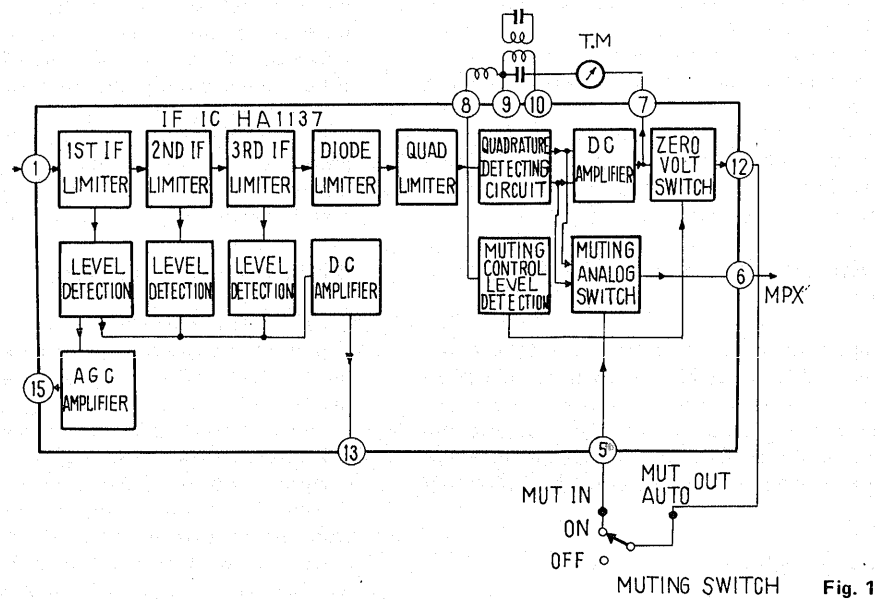 T.M
8
9
10
7
IF IC HA1137
1
1ST IF
LIMITER
2ND IF
LIMITER
3RD IF
LIMITER
DIODE
LIMITER
QUAD
LIMITER
QUADRATURE
DETECTING
CIRCUIT
DC
AMPLIFIER
ZERO
VOLT
SWITCH
12
LEVEL
DETECTION
LEVEL
DETECTION
LEVEL
DETECTION
DC
AMPLIFIER
MUTING
CONTROL
LEVEL
DETECTION
MUTING
ANALOG
SWITCH
6
MPX
15
AGC
AMPLIFIER
13
5
MUT IN
MUT OUT
AUTO
ON
OFF
MUTING SWITCH
Fig. 1